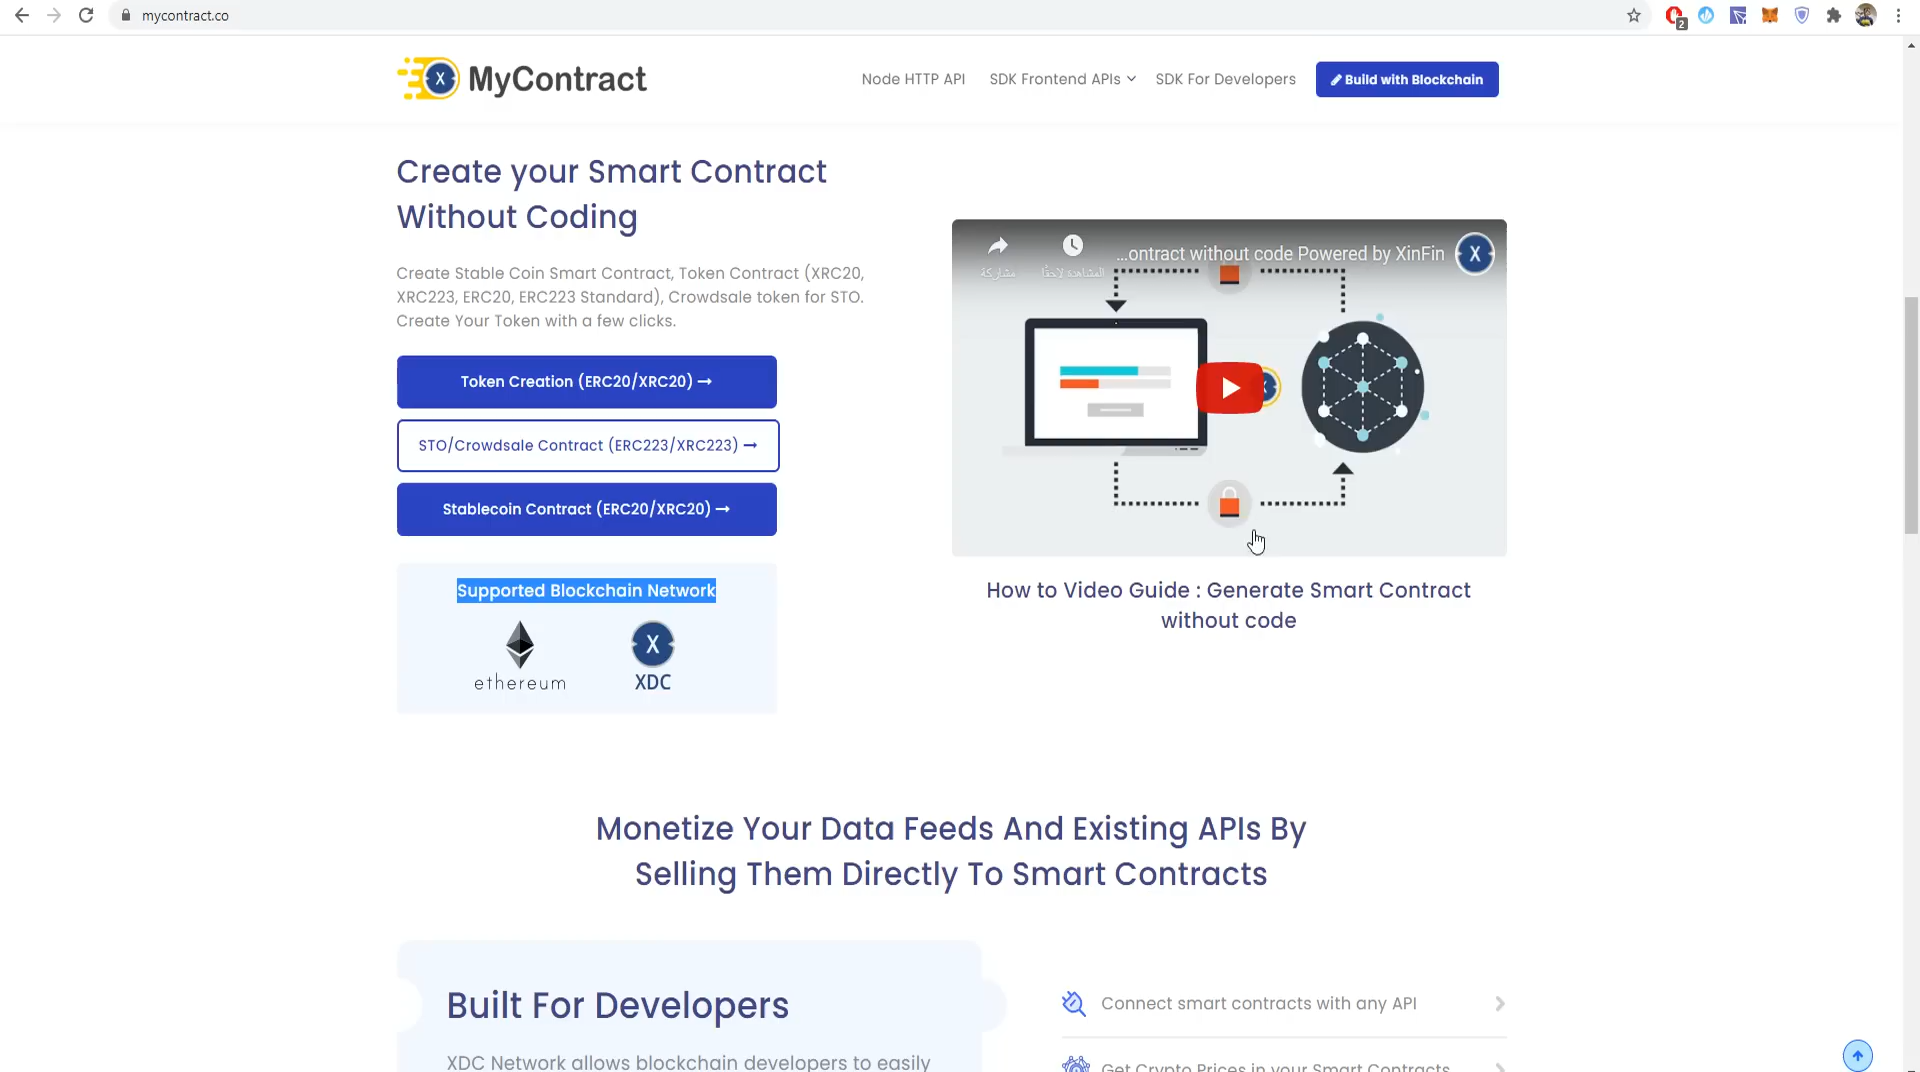 mycontract.co
2
MyContract
Node HTTP API
SDK Frontend APIs
SDK For Developers
Build with Blockchain
Create your Smart Contract
Without Coding
Create Stable Coin Smart Contract, Token Contract (XRC20,
XRC223, ERC20, ERC223 Standard), Crowdsale token for STO.
Create Your Token with a few clicks.
Token Creation (ERC20/XRC20)
STO/Crowdsale Contract (ERC223/XRC223)
Stablecoin Contract (ERC20/XRC20)
Supported Blockchain Network
ethereum
XDC
مشاركة
المشاهدة لاحقًا
...ontract without code Powered by XinFin
How to Video Guide : Generate Smart Contract
without code
Monetize Your Data Feeds And Existing APIs By
Selling Them Directly To Smart Contracts
Built For Developers
XDC Network allows blockchain developers to easily
Connect smart contracts with any API
Get Crypto Prices in your Smart Contracts